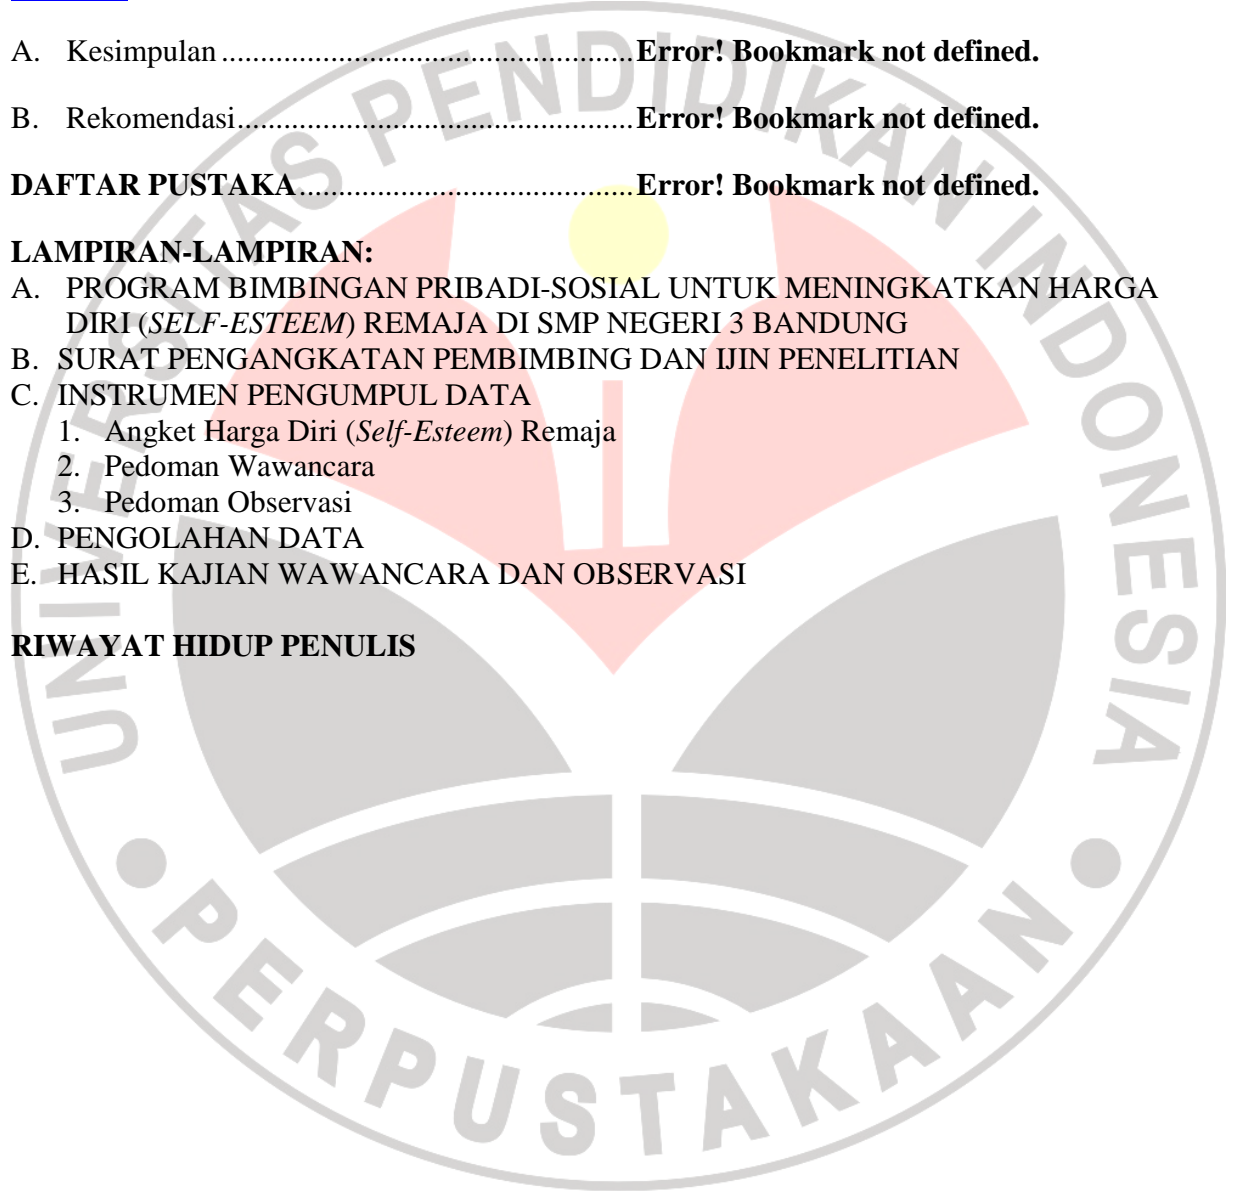 A. Kesimpulan ..................................................... Error! Bookmark not defined.
B. Rekomendasi................................................... Error! Bookmark not defined.
DAFTAR PUSTAKA........................................... Error! Bookmark not defined.
LAMPIRAN-LAMPIRAN:
A. PROGRAM BIMBINGAN PRIBADI-SOSIAL UNTUK MENINGKATKAN HARGA
DIRI (SELF-ESTEEM) REMAJA DI SMP NEGERI 3 BANDUNG
B. SURAT PENGANGKATAN PEMBIMBING DAN IJIN PENELITIAN
C. INSTRUMEN PENGUMPUL DATA
1. Angket Harga Diri (Self-Esteem) Remaja
2. Pedoman Wawancara
3. Pedoman Observasi
D. PENGOLAHAN DATA
E. HASIL KAJIAN WAWANCARA DAN OBSERVASI
RIWAYAT HIDUP PENULIS
UNIVERSITAS PENDIDIKAN INDONESIA
PERPUSTAKAAN